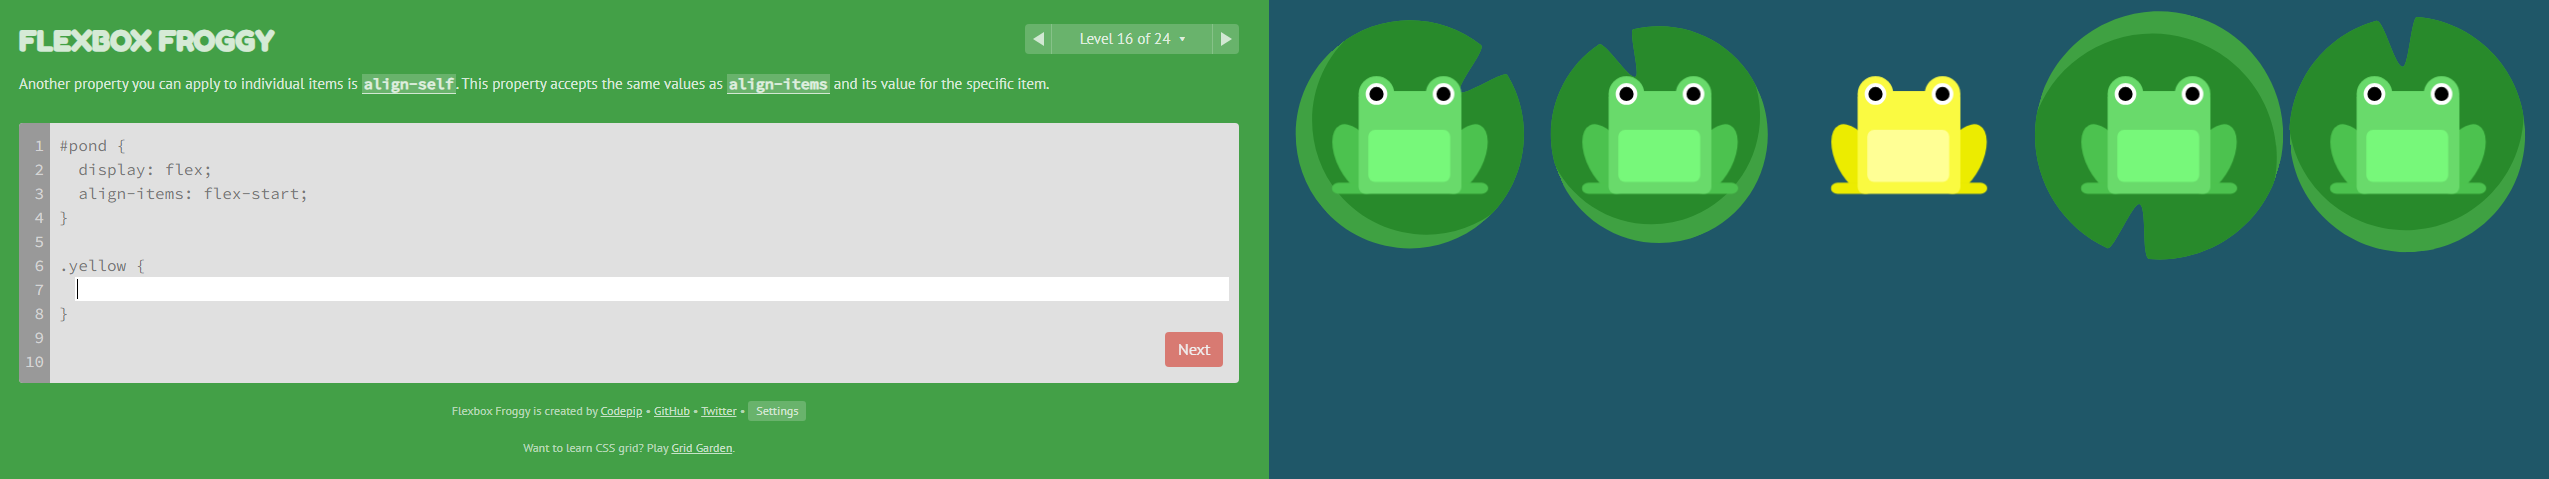 FLEXBOX FROGGY
◀ Level 16 of 24 ▾ ▶
Another property you can apply to individual items is align-self. This property accepts the same values as align-items and its value for the specific item.
1 #pond {
2 display: flex;
3 align-items: flex-start;
4 }
5
6 .yellow {
7
8 }
9
10
Next
Flexbox Froggy is created by Codepip • GitHub • Twitter • Settings
Want to learn CSS grid? Play Grid Garden.